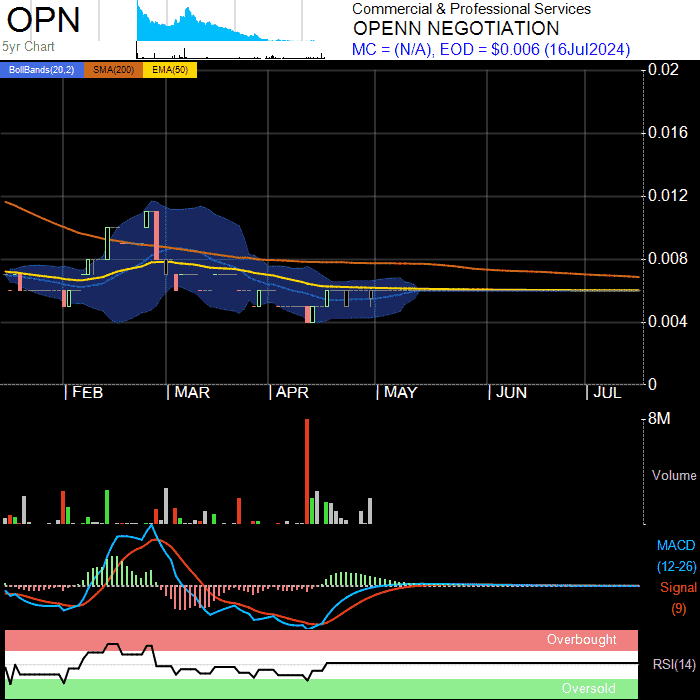 OPN
5yr Chart
Commercial & Professional Services
OPENN NEGOTIATION
MC = (N/A), EOD = $0.006 (16Jul2024)
BollBands(20,2) SMA(200) EMA(50)
0.02
0.016
0.012
0.008
0.004
0
FEB MAR APR MAY JUN JUL
8M
Volume
MACD
(12-26)
Signal
(9)
Overbought
RSI(14)
Oversold